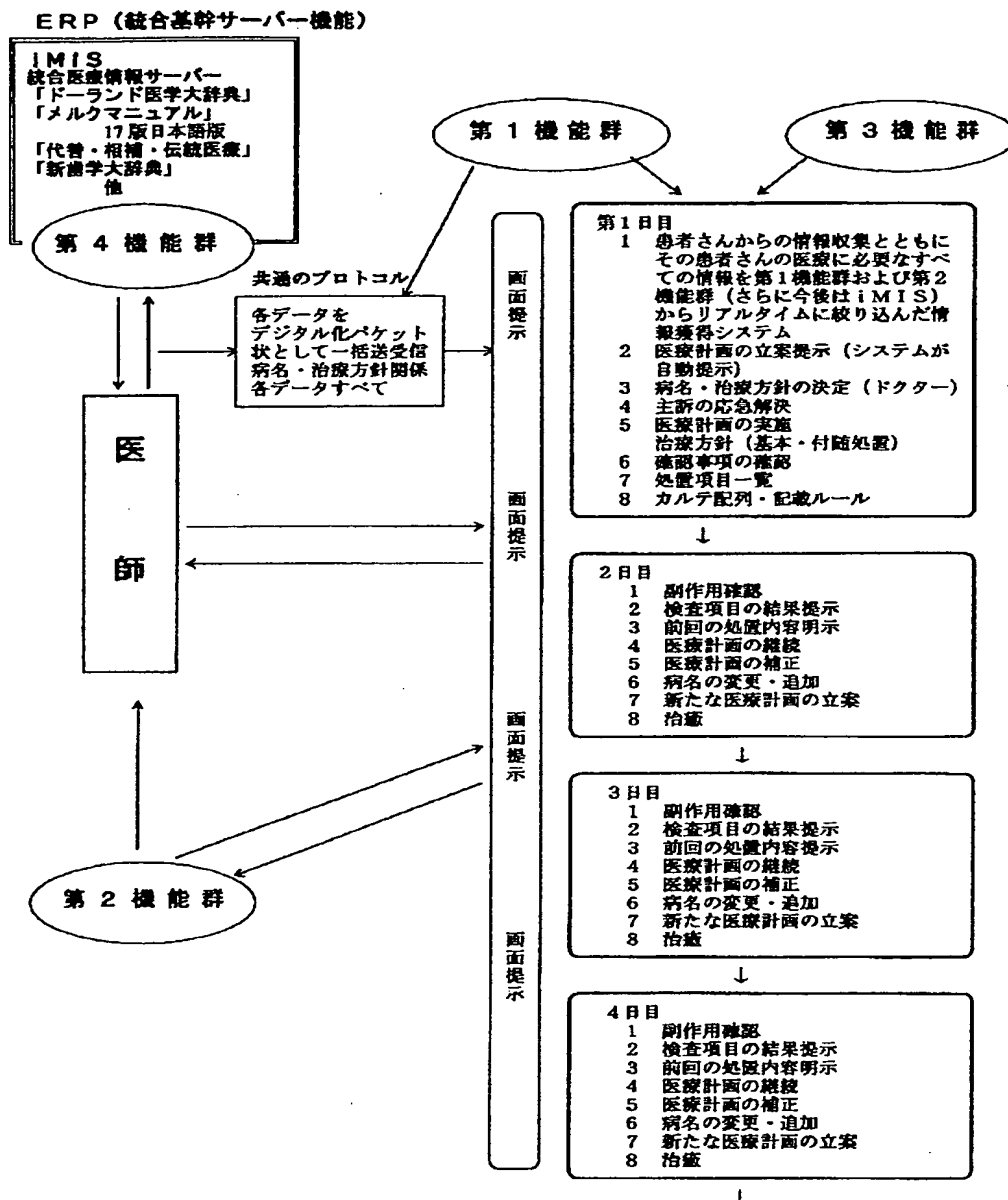 ERP（統合基幹サーバー機能）
iMIS
統合医療情報サーバー
「ドーランド医学大辞典」
「メルクマニュアル」
17版日本語版
「代替・相補・伝統医療」
「新歯学大辞典」
他
第4機能群
第1機能群
第3機能群
共通のプロトコル
各データを
デジタル化パケット
状として一括送受信
病名・治療方針関係
各データすべて
医師
第2機能群
画面提示
画面提示
画面提示
画面提示
第1日目
1 患者さんからの情報収集とともに
その患者さんの医療に必要なすべ
ての情報を第1機能群および第2
機能群（さらに今後はiMIS）
からリアルタイムに絞り込んだ情
報獲得システム
2 医療計画の立案提示（システムが
自動提示）
3 病名・治療方針の決定（ドクター）
4 主訴の応急解決
5 医療計画の実施
治療方針（基本・付随処置）
6 確認事項の確認
7 処置項目一覧
8 カルテ配列・記載ルール
2日目
1 副作用確認
2 検査項目の結果提示
3 前回の処置内容明示
4 医療計画の継続
5 医療計画の補正
6 病名の変更・追加
7 新たな医療計画の立案
8 治癒
3日目
1 副作用確認
2 検査項目の結果提示
3 前回の処置内容提示
4 医療計画の継続
5 医療計画の補正
6 病名の変更・追加
7 新たな医療計画の立案
8 治癒
4日目
1 副作用確認
2 検査項目の結果提示
3 前回の処置内容明示
4 医療計画の継続
5 医療計画の補正
6 病名の変更・追加
7 新たな医療計画の立案
8 治癒